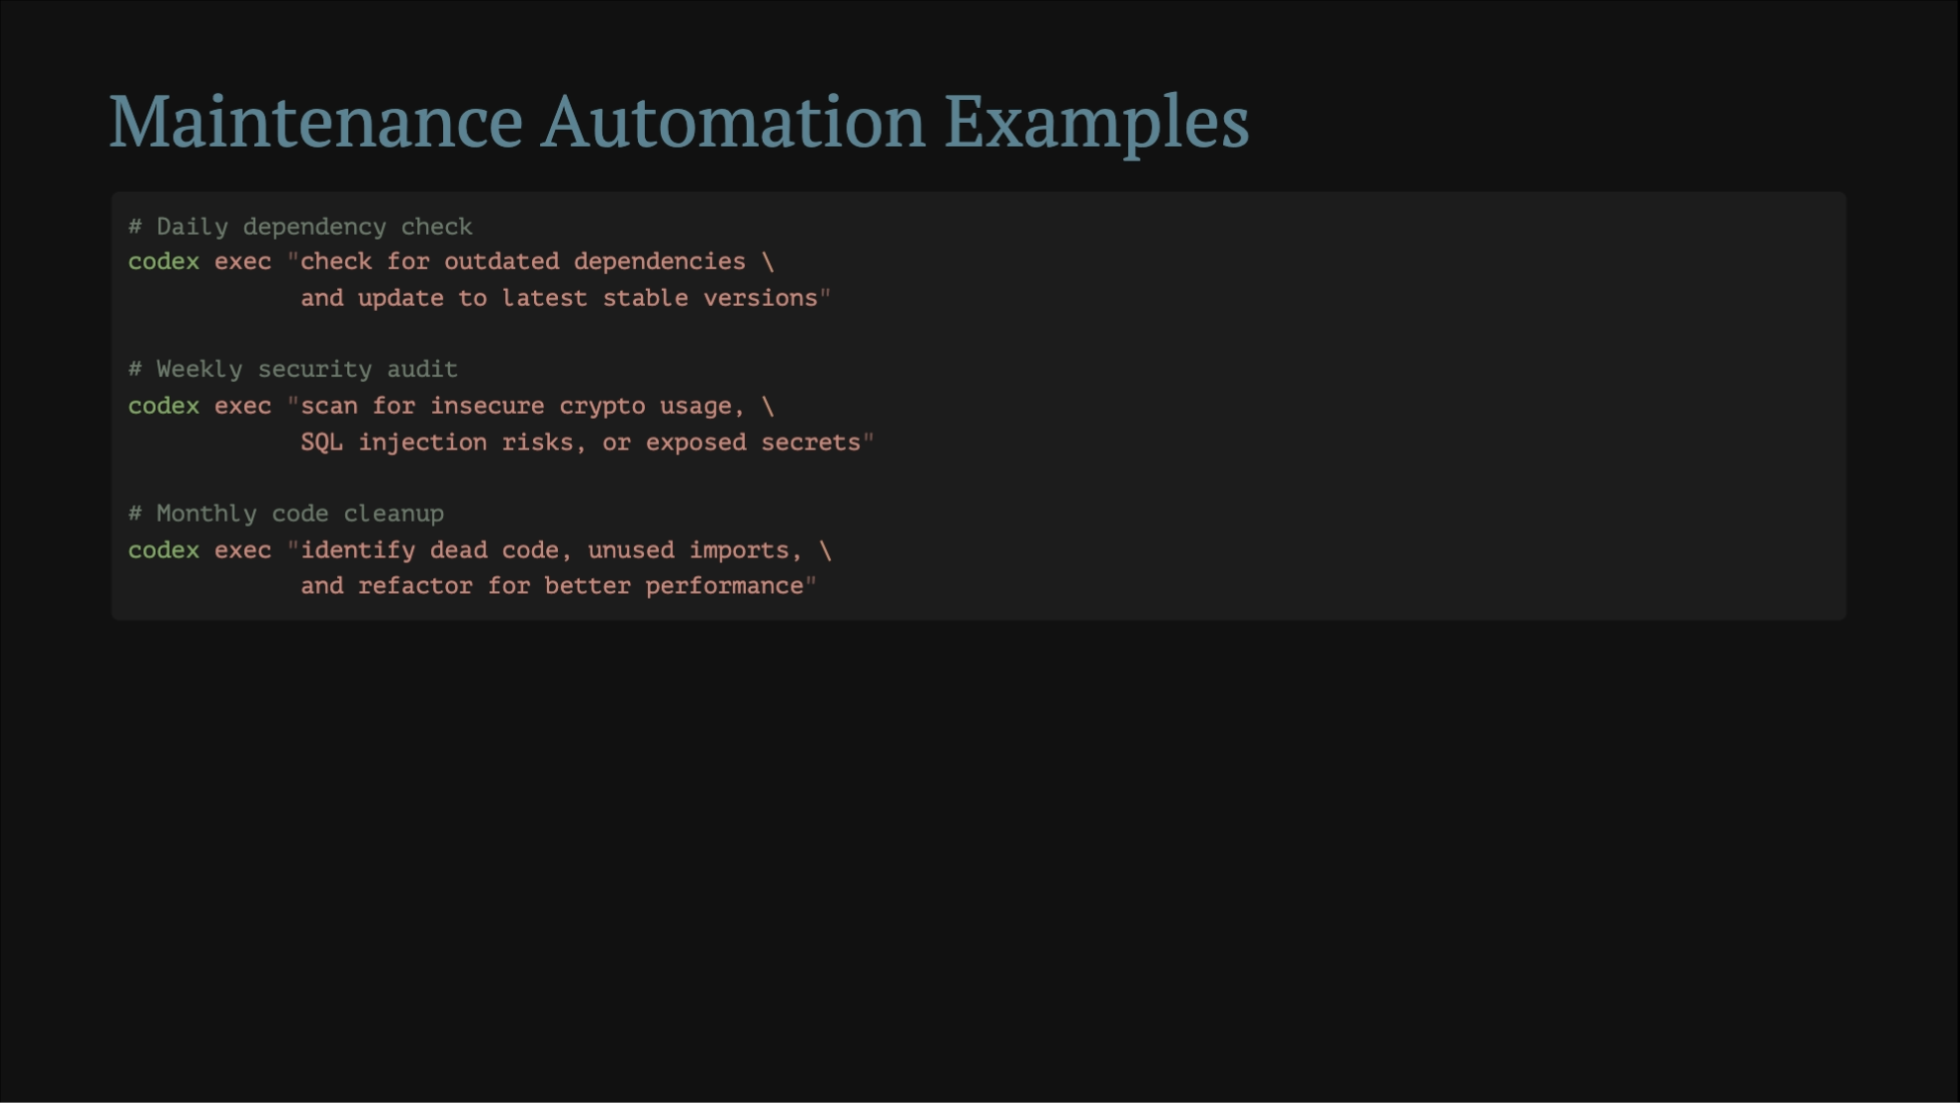 Maintenance Automation Examples
# Daily dependency check
codex exec "check for outdated dependencies \
            and update to latest stable versions"
# Weekly security audit
codex exec "scan for insecure crypto usage, \
            SQL injection risks, or exposed secrets"
# Monthly code cleanup
codex exec "identify dead code, unused imports, \
            and refactor for better performance"